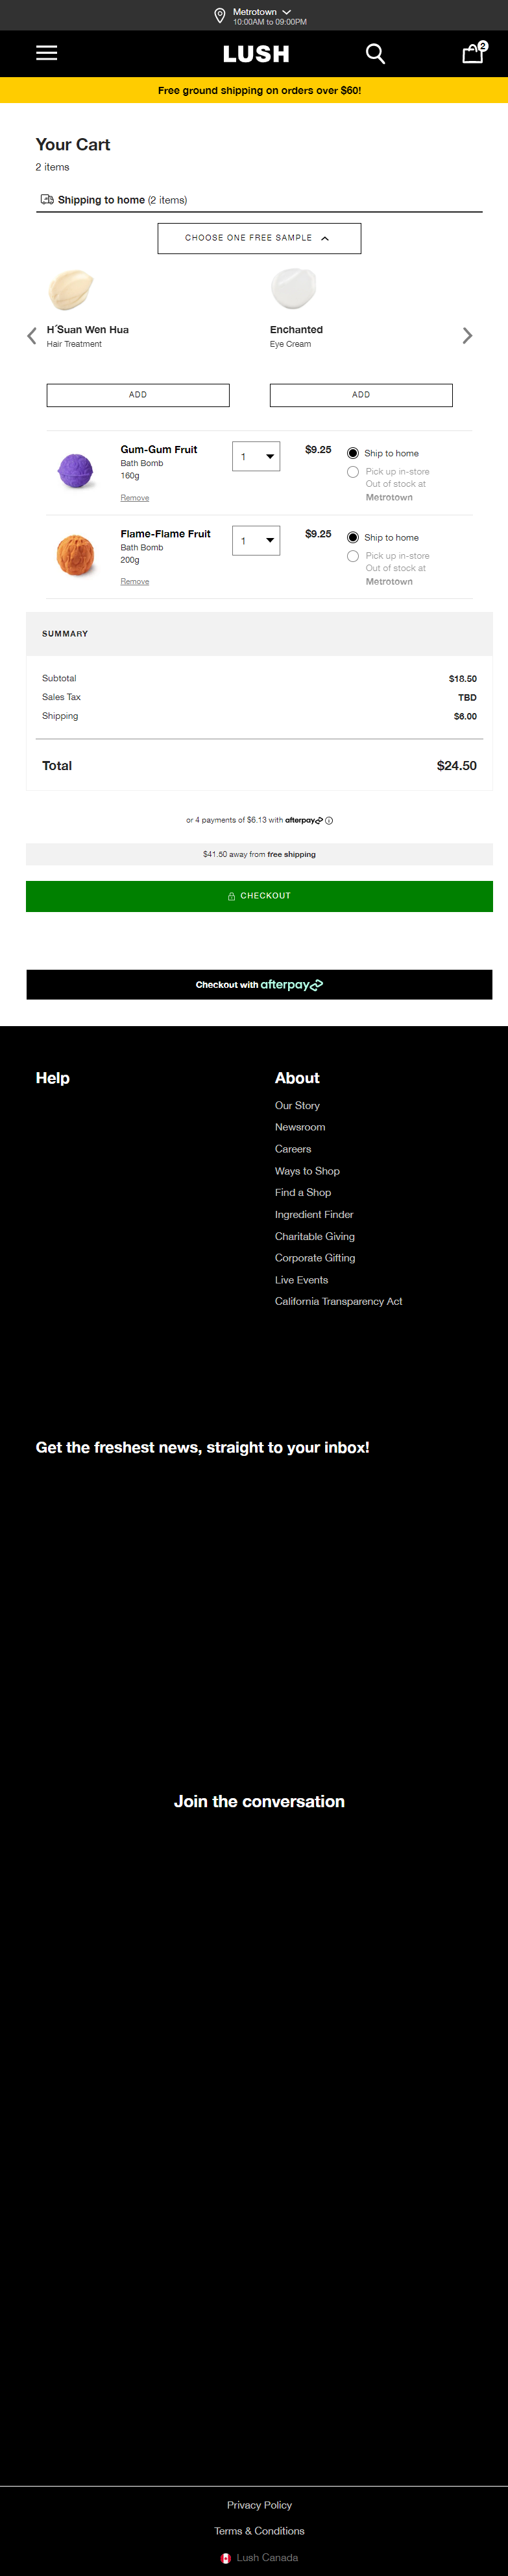 Metrotown
10:00AM to 09:00PM
LUSH
2
Free ground shipping on orders over $60!
Your Cart
2 items
Shipping to home (2 items)
CHOOSE ONE FREE SAMPLE
H´Suan Wen Hua
Hair Treatment
ADD
Enchanted
Eye Cream
ADD
Gum-Gum Fruit
Bath Bomb
160g
Remove
1
$9.25
Ship to home
Pick up in-store
Out of stock at
Metrotown
Flame-Flame Fruit
Bath Bomb
200g
Remove
1
$9.25
Ship to home
Pick up in-store
Out of stock at
Metrotown
SUMMARY
Subtotal $18.50
Sales Tax TBD
Shipping $6.00
Total $24.50
or 4 payments of $6.13 with afterpay
$41.50 away from free shipping
CHECKOUT
Checkout with afterpay
Help
About
Our Story
Newsroom
Careers
Ways to Shop
Find a Shop
Ingredient Finder
Charitable Giving
Corporate Gifting
Live Events
California Transparency Act
Get the freshest news, straight to your inbox!
Join the conversation
Privacy Policy
Terms & Conditions
Lush Canada